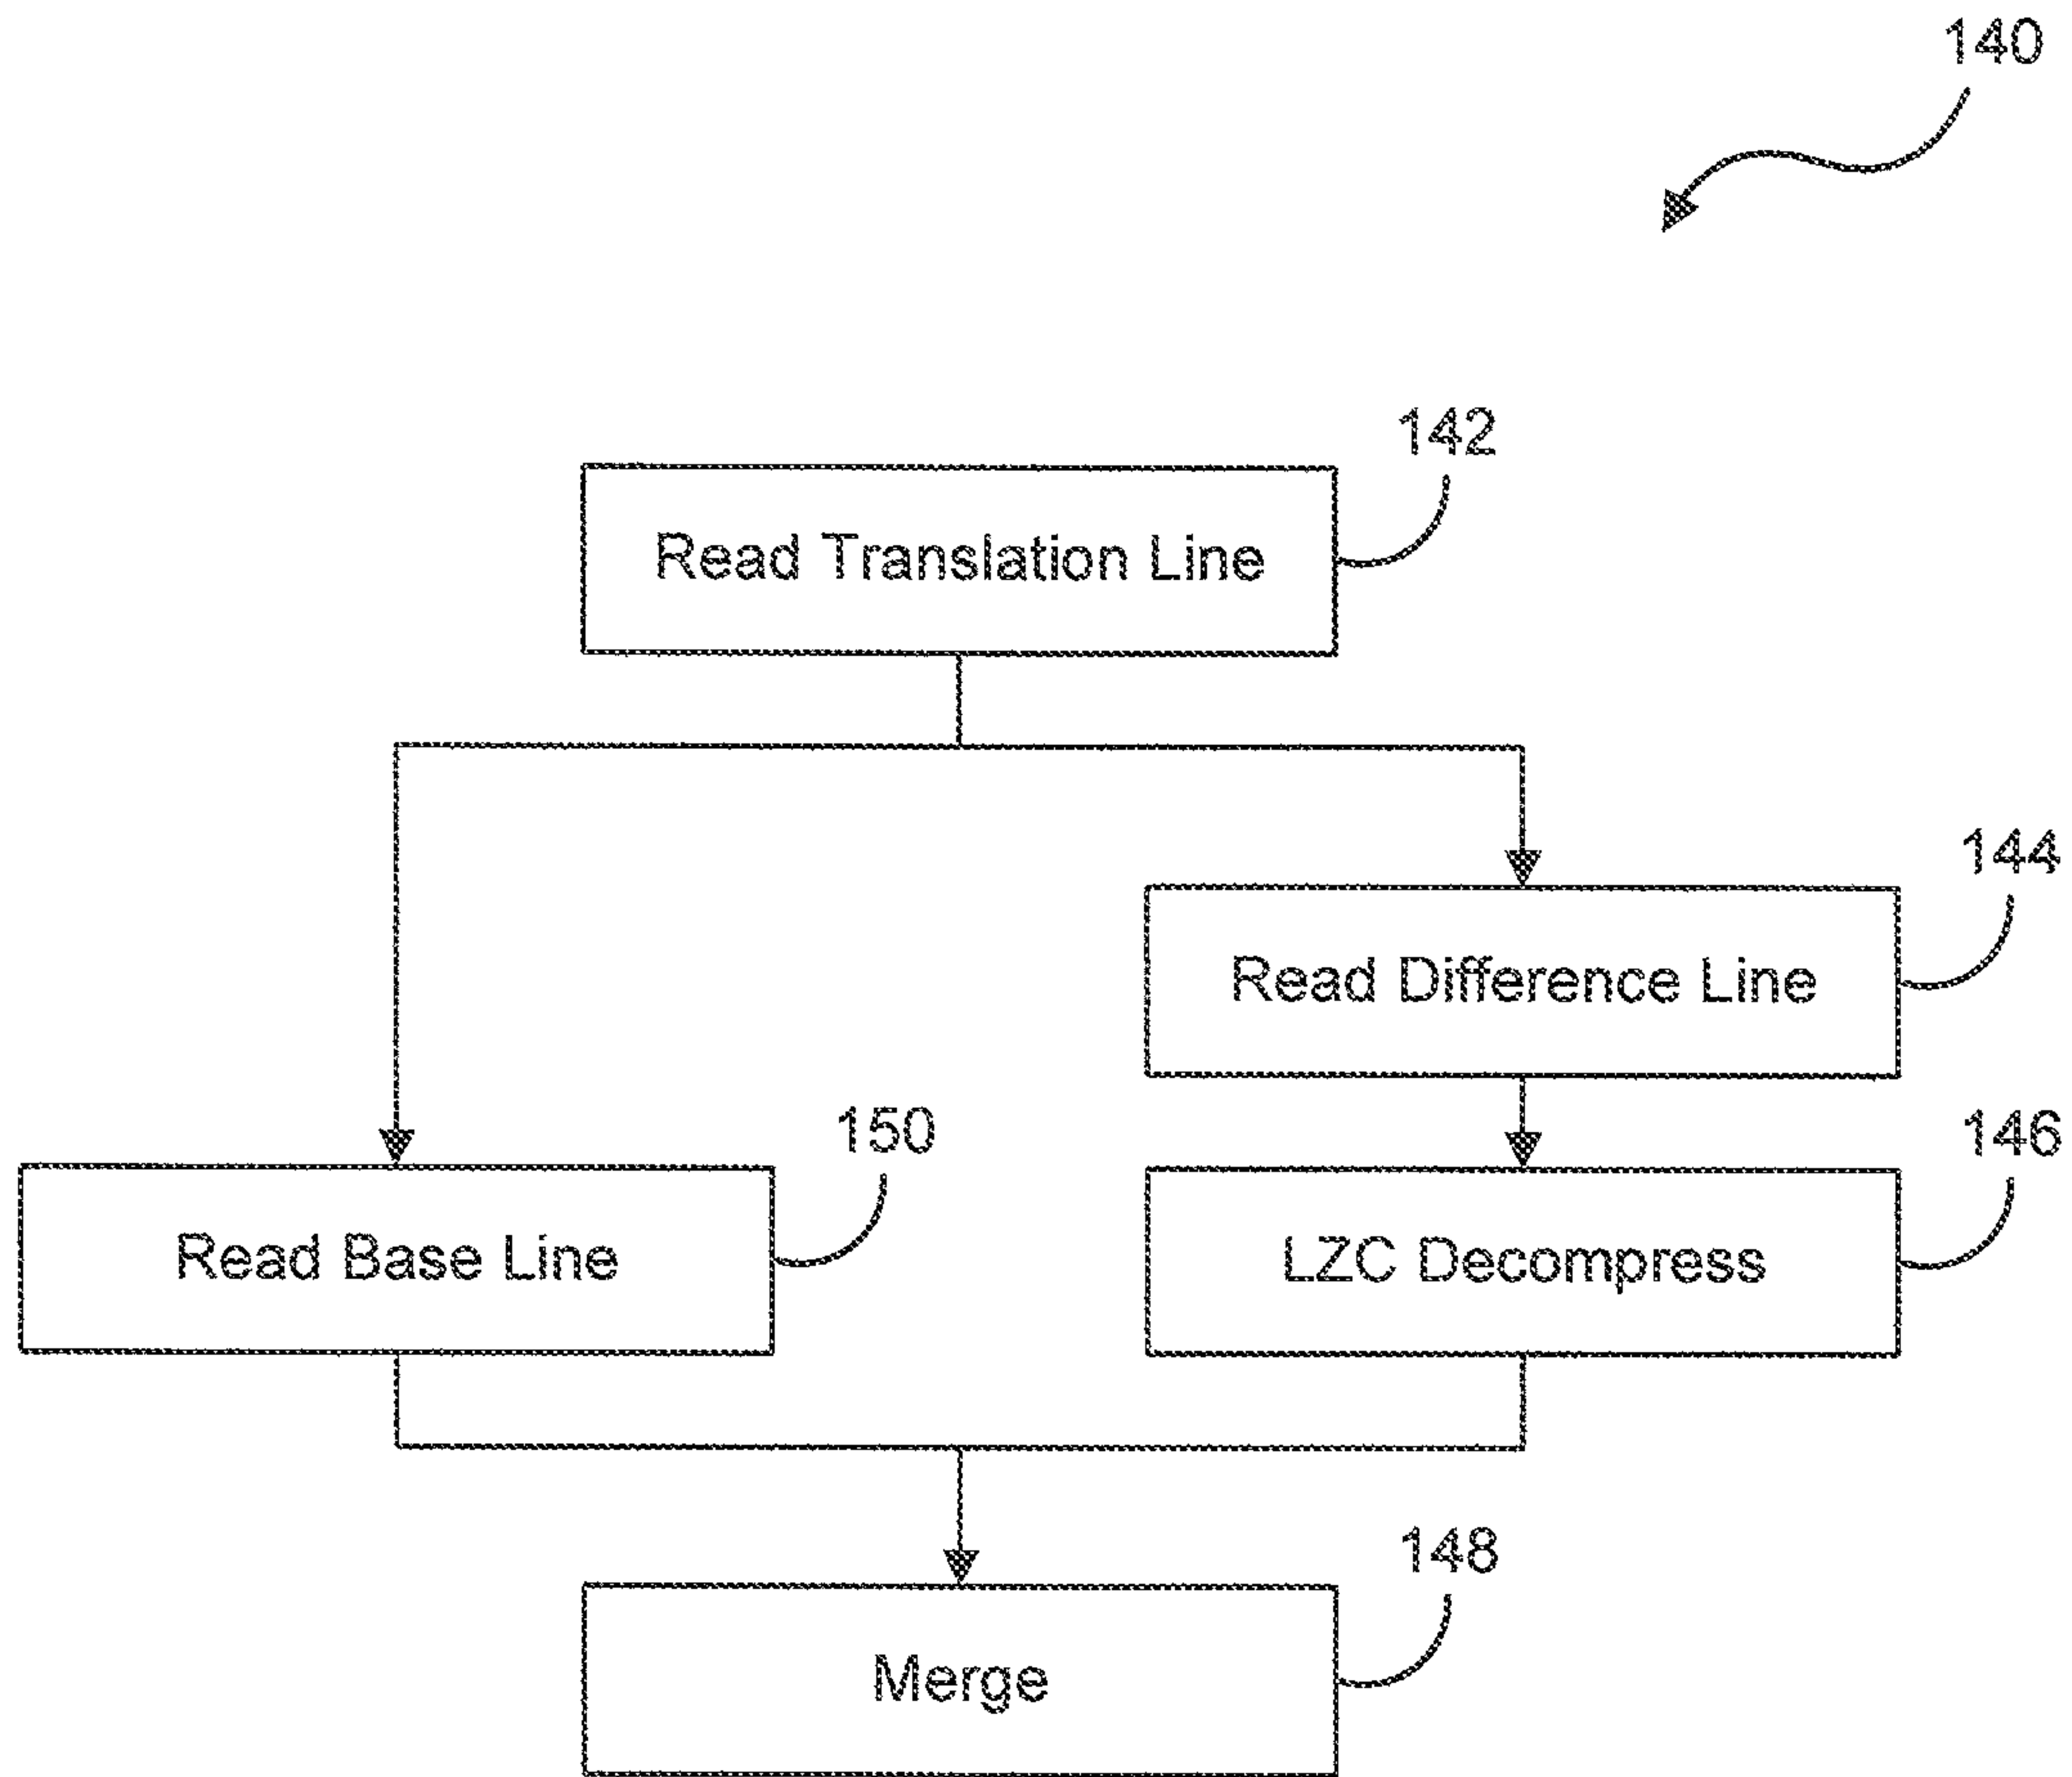 140
142
Read Translation Line
144
Read Difference Line
150
146
Read Base Line
LZC Decompress
148
Merge